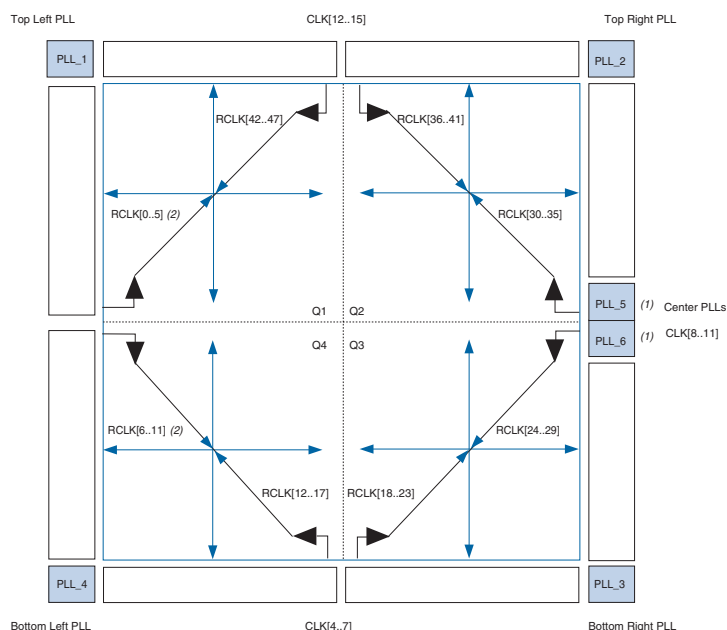 Top Left PLL
CLK[12..15]
Top Right PLL
PLL_1
PLL_2
RCLK[42..47]
RCLK[36..41]
RCLK[0..5] (2)
RCLK[30..35]
Q1
Q2
PLL_5
(1)
Center PLLs
Q4
Q3
PLL_6
(1)
CLK[8..11]
RCLK[6..11] (2)
RCLK[24..29]
RCLK[12..17]
RCLK[18..23]
PLL_4
PLL_3
Bottom Left PLL
CLK[4..7]
Bottom Right PLL